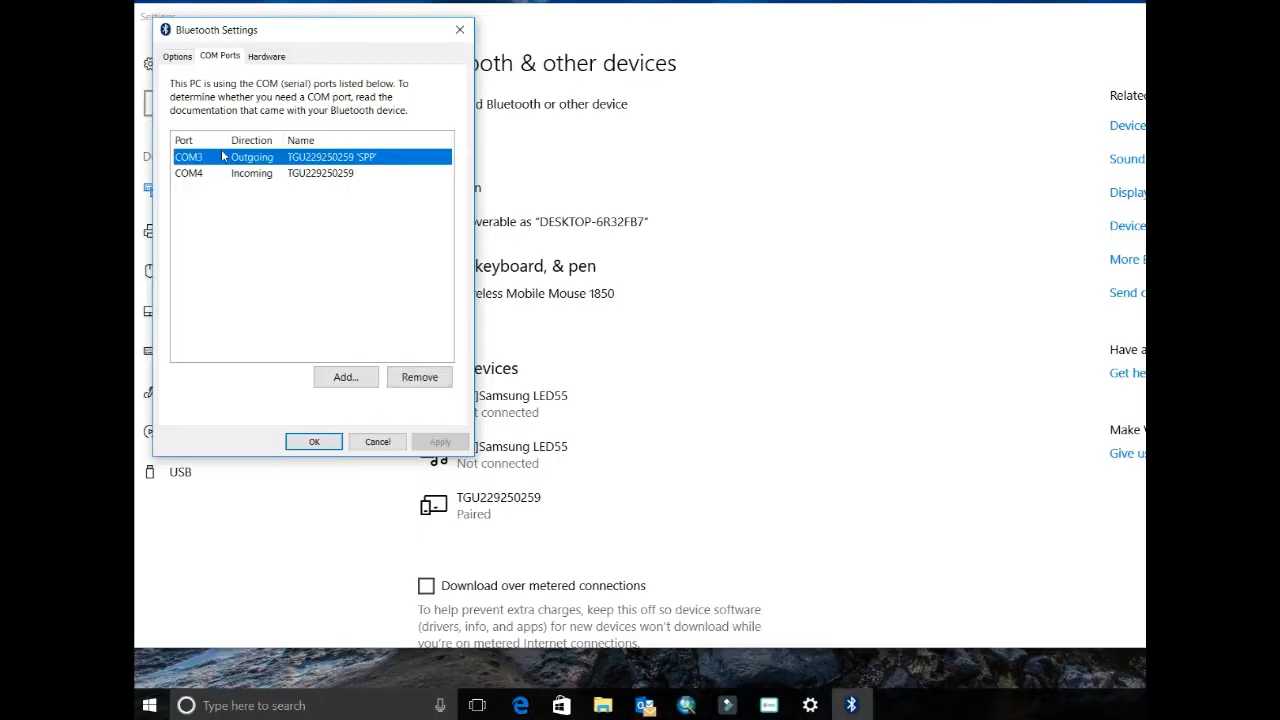 Settings
Bluetooth Settings
Options COM Ports Hardware
This PC is using the COM (serial) ports listed below. To
determine whether you need a COM port, read the
documentation that came with your Bluetooth device.
Port Direction Name
COM3 Outgoing TGU229250259 'SPP'
COM4 Incoming TGU229250259
Add... Remove
OK Cancel Apply
USB
ooth & other devices
d Bluetooth or other device
n
verable as "DESKTOP-6R32FB7"
keyboard, & pen
eless Mobile Mouse 1850
evices
]Samsung LED55
t connected
]Samsung LED55
Not connected
TGU229250259
Paired
Download over metered connections
To help prevent extra charges, keep this off so device software
(drivers, info, and apps) for new devices won't download while
you're on metered Internet connections.
Relate
Device
Sound
Display
Device
More B
Send o
Have a
Get he
Make W
Give us
Type here to search